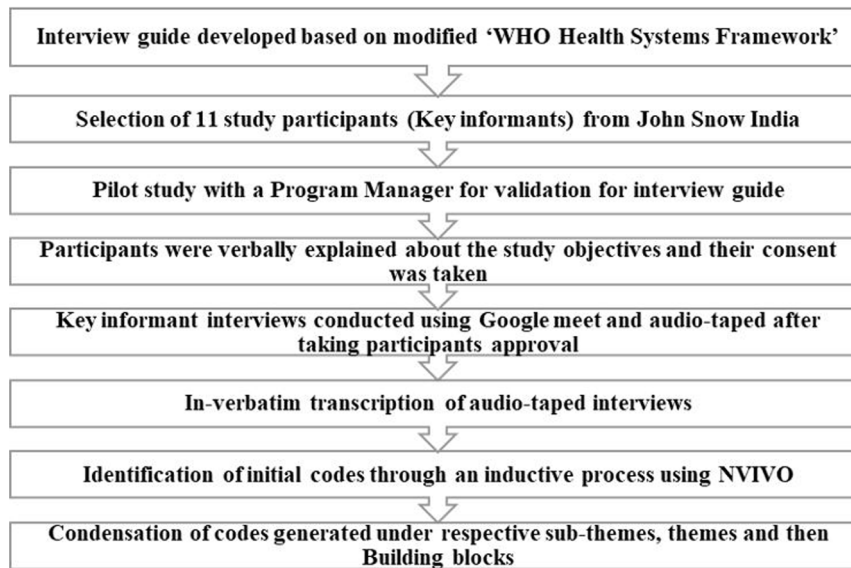 Interview guide developed based on modified ‘WHO Health Systems Framework’
Selection of 11 study participants (Key informants) from John Snow India
Pilot study with a Program Manager for validation for interview guide
Participants were verbally explained about the study objectives and their consent
was taken
Key informant interviews conducted using Google meet and audio-taped after
taking participants approval
In-verbatim transcription of audio-taped interviews
Identification of initial codes through an inductive process using NVIVO
Condensation of codes generated under respective sub-themes, themes and then
Building blocks